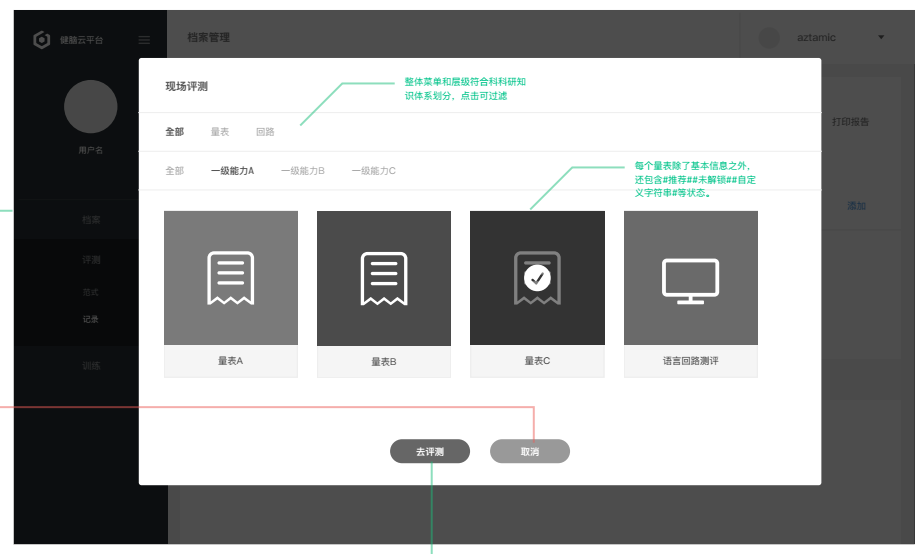 健脑云平台
档案管理
aztamic
现场评测
整体菜单和层级符合科科研知
识体系划分，点击可过滤
打印报告
全部 量表 回路
用户名
全部 一级能力A 一级能力B 一级能力C
每个量表除了基本信息之外，
还包含#推荐##未解锁##自定
义字符串#等状态。
添加
档案
评测
范式
记录
训练
量表A
量表B
量表C
语言回路测评
去评测
取消